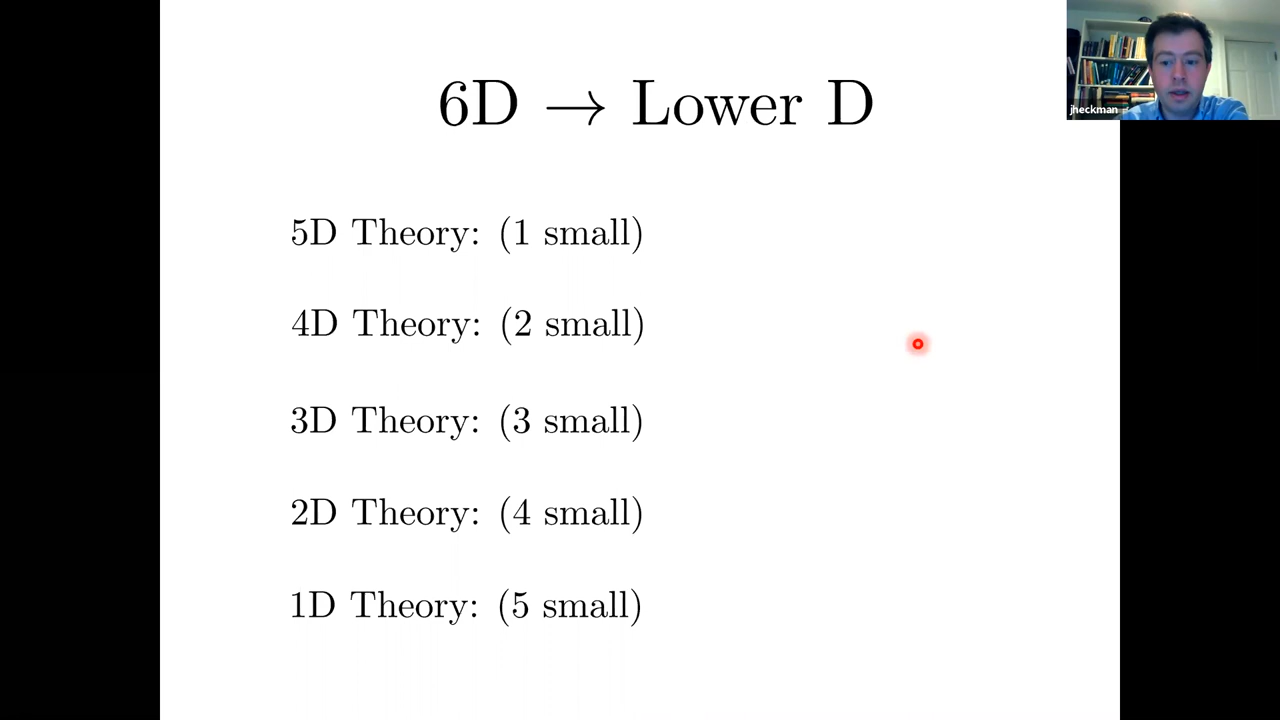 6D → Lower D
jheckman
5D Theory: (1 small)
4D Theory: (2 small)
3D Theory: (3 small)
2D Theory: (4 small)
1D Theory: (5 small)